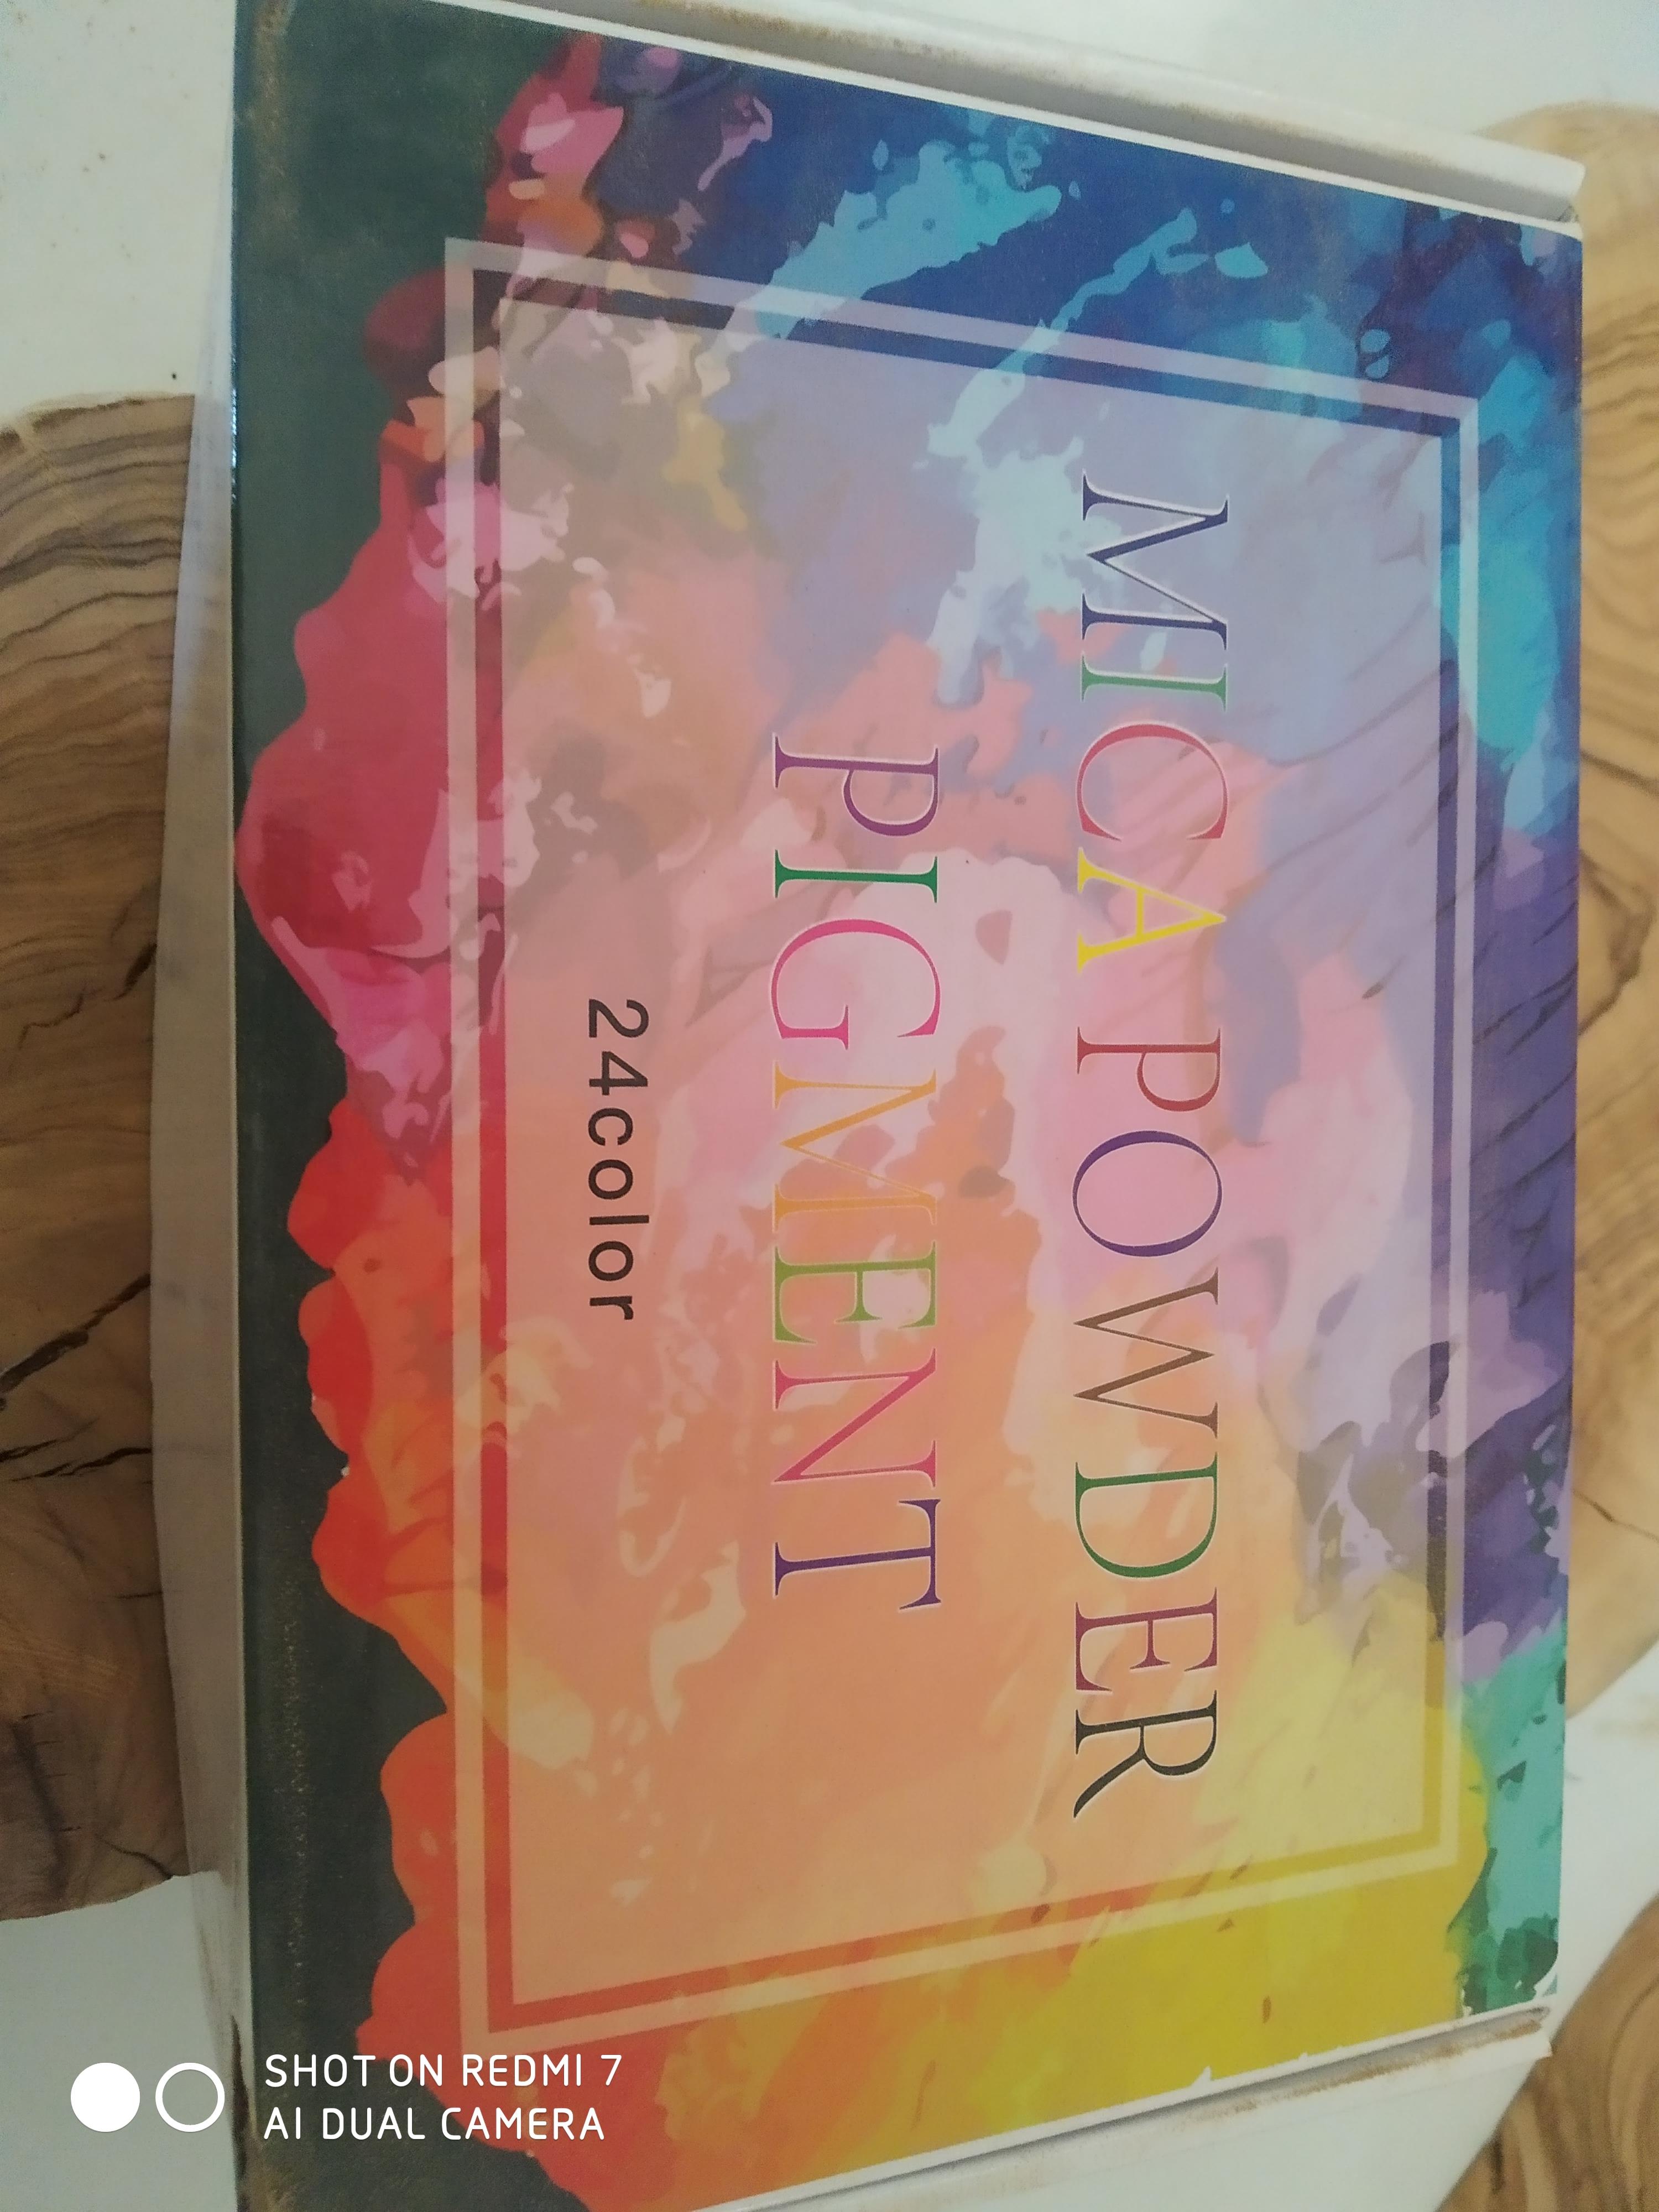 MICA POWDER
PIGMENT
24color
SHOT ON REDMI 7
AI DUAL CAMERA